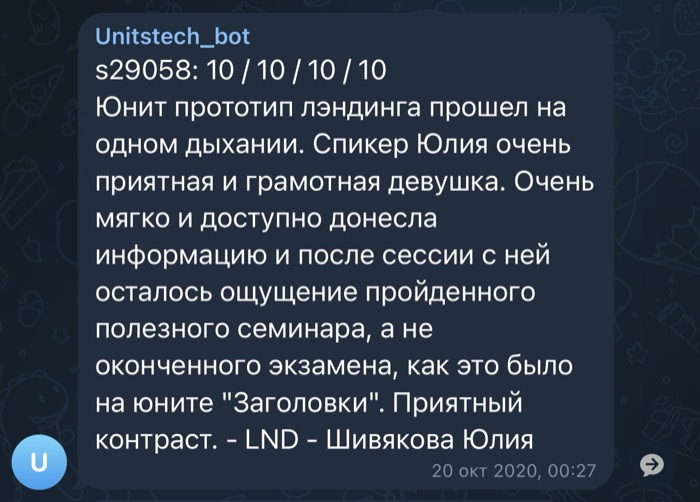 Unitstech_bot
s29058: 10 / 10 / 10 / 10
Юнит прототип лэндинга прошел на
одном дыхании. Спикер Юлия очень
приятная и грамотная девушка. Очень
мягко и доступно донесла
информацию и после сессии с ней
осталось ощущение пройденного
полезного семинара, а не
оконченного экзамена, как это было
на юните "Заголовки". Приятный
контраст. - LND - Шивякова Юлия
U
20 окт 2020, 00:27